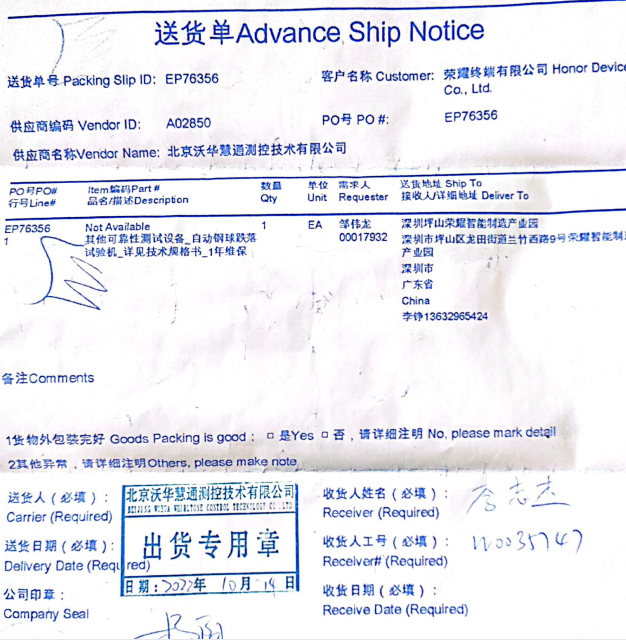 送货单Advance Ship Notice
送货单号 Packing Slip ID: EP76356
客户名称 Customer: 荣耀终端有限公司 Honor Device Co., Ltd.
供应商编码 Vendor ID: A02850
PO号 PO #: EP76356
供应商名称Vendor Name: 北京沃华慧通测控技术有限公司
PO号PO# Item编码Part # 数量 单位 需求人 送货地址 Ship To
行号Line# 品名/描述Description Qty Unit Requester 接收人/详细地址 Deliver To
EP76356 Not Available 1 EA 邹伟龙 深圳坪山荣耀智能制造产业园
1 其他可靠性测试设备_自动钢球跌落 00017932 深圳市坪山区龙田街道兰竹西路9号荣耀智能制
试验机_详见技术规格书_1年维保 产业园
深圳市
广东省
China
李铮13632965424
备注Comments
1货物外包装完好 Goods Packing is good : □ 是Yes □ 否，请详细注明 No, please mark detail
2其他异常，请详细注明Others, please make note
送货人（必填）:
Carrier (Required)
北京沃华慧通测控技术有限公司
出货专用章
日期: 2022年 10月 14日
收货人姓名（必填）:
Receiver (Required)
送货日期（必填）:
Delivery Date (Required)
收货人工号（必填）:
Receiver# (Required)
公司印章:
Company Seal
收货日期（必填）:
Receive Date (Required)